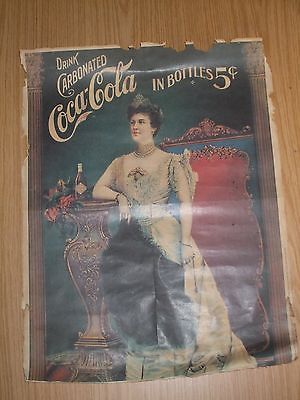 DRINK
CARBONATED
Coca-Cola IN BOTTLES 5¢